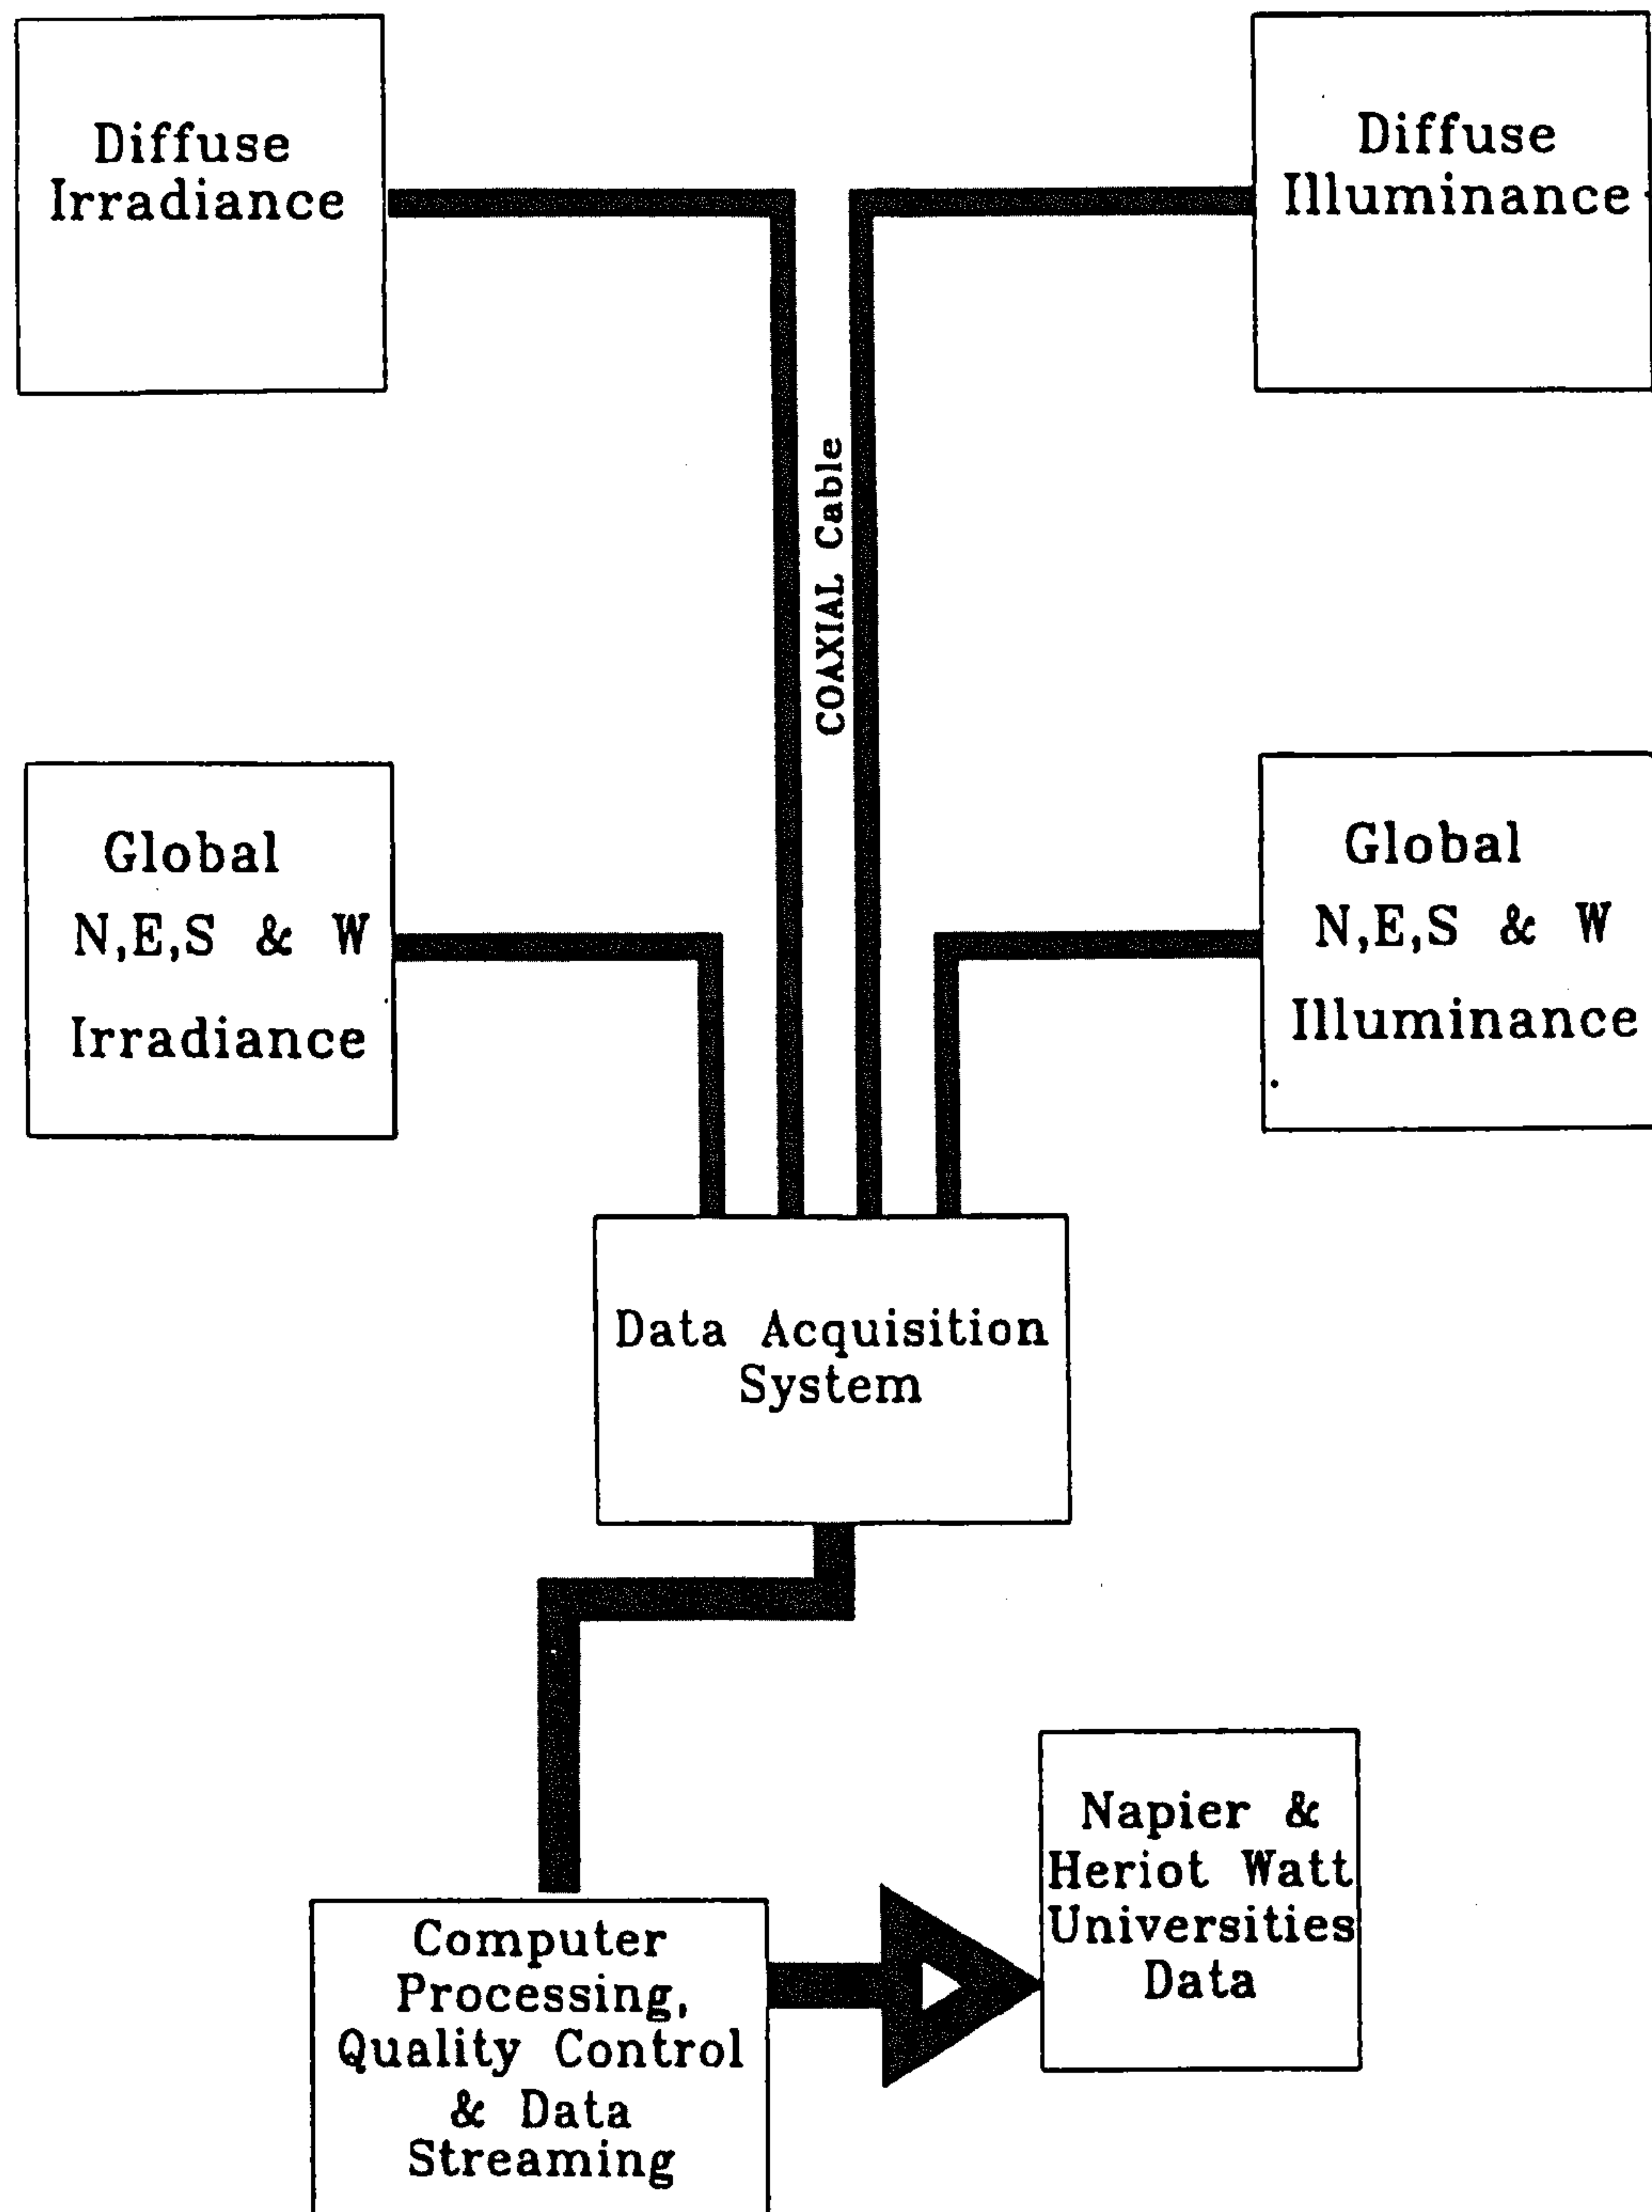 Diffuse
Irradiance
Diffuse
Illuminance
COAXIAL Cable
Global
N,E,S & W
Irradiance
Global
N,E,S & W
Illuminance
Data Acquisition
System
Napier &
Heriot Watt
Universities
Data
Computer
Processing,
Quality Control
& Data
Streaming